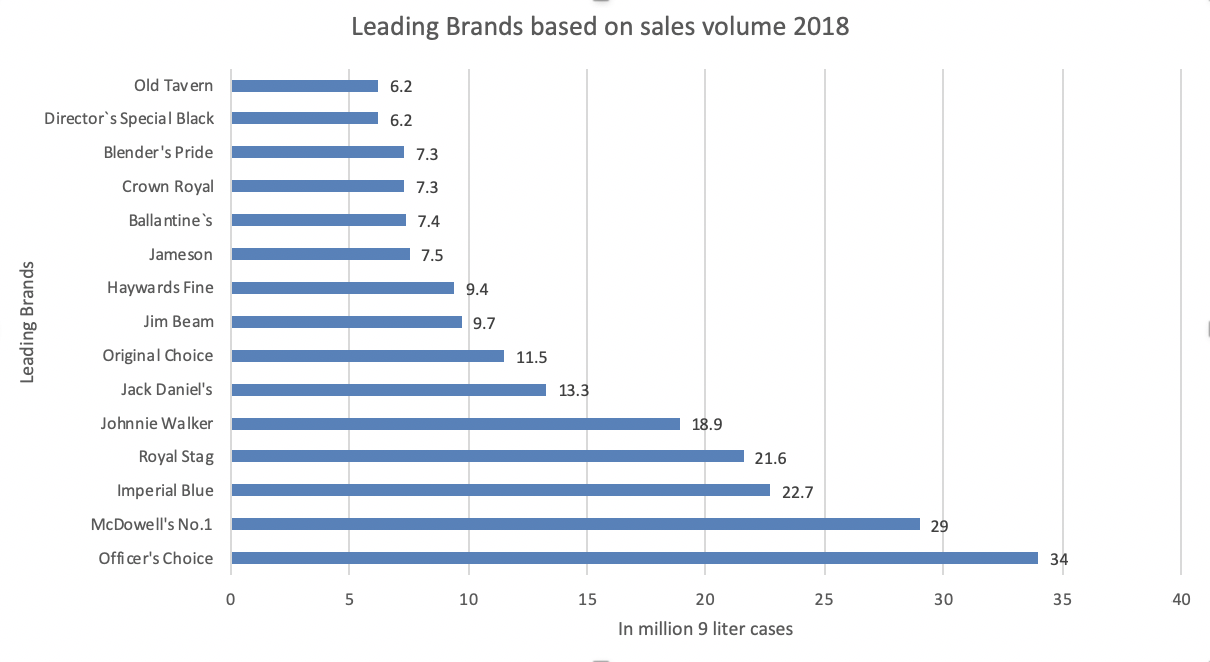 Leading Brands based on sales volume 2018
Old Tavern 6.2
Director`s Special Black 6.2
Blender's Pride 7.3
Crown Royal 7.3
Ballantine`s 7.4
Jameson 7.5
Haywards Fine 9.4
Jim Beam 9.7
Original Choice 11.5
Jack Daniel's 13.3
Johnnie Walker 18.9
Royal Stag 21.6
Imperial Blue 22.7
McDowell's No.1 29
Officer's Choice 34
0 5 10 15 20 25 30 35 40
In million 9 liter cases
Leading Brands